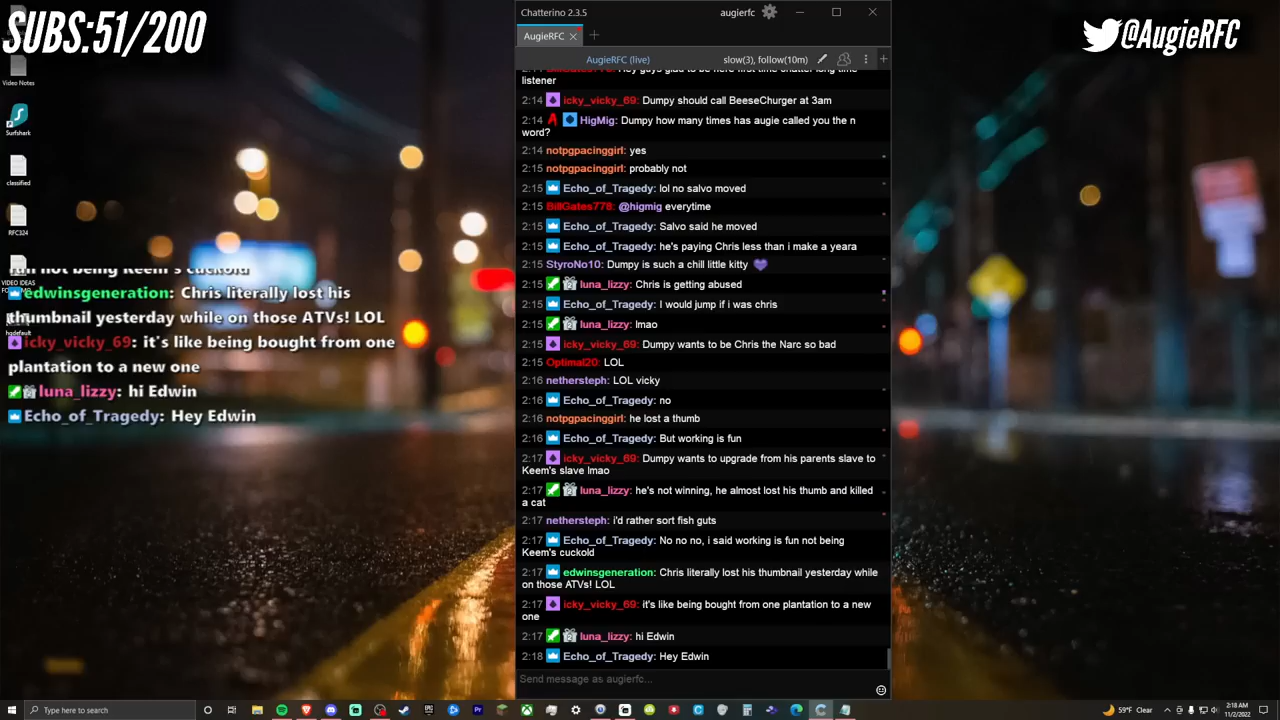 SUBS:51/200
@AugieRFC
Video Notes
Surfshark
classified
RFC324
hqdefault
edwinsgeneration: Chris literally lost his
thumbnail yesterday while on those ATVs! LOL
icky_vicky_69: it's like being bought from one
plantation to a new one
luna_lizzy: hi Edwin
Echo_of_Tragedy: Hey Edwin
Chatterino 2.3.5
augierfc
AugieRFC
AugieRFC (live)
slow(3), follow(10m)
listener
2:14 icky_vicky_69: Dumpy should call BeeseChurger at 3am
2:14 HigMig: Dumpy how many times has augie called you the n
word?
2:14 notpgpacinggirl: yes
2:15 notpgpacinggirl: probably not
2:15 Echo_of_Tragedy: lol no salvo moved
2:15 BillGates778: @higmig everytime
2:15 Echo_of_Tragedy: Salvo said he moved
2:15 Echo_of_Tragedy: he's paying Chris less than i make a yeara
2:15 StyroNo10: Dumpy is such a chill little kitty 💜
2:15 luna_lizzy: Chris is getting abused
2:15 Echo_of_Tragedy: I would jump if i was chris
2:15 luna_lizzy: lmao
2:15 icky_vicky_69: Dumpy wants to be Chris the Narc so bad
2:15 Optimal20: LOL
2:16 nethersteph: LOL vicky
2:16 Echo_of_Tragedy: no
2:16 notpgpacinggirl: he lost a thumb
2:16 Echo_of_Tragedy: But working is fun
2:17 icky_vicky_69: Dumpy wants to upgrade from his parents slave to
Keem's slave lmao
2:17 luna_lizzy: he's not winning, he almost lost his thumb and killed
a cat
2:17 nethersteph: i'd rather sort fish guts
2:17 Echo_of_Tragedy: No no no, i said working is fun not being
Keem's cuckold
2:17 edwinsgeneration: Chris literally lost his thumbnail yesterday while
on those ATVs! LOL
2:17 icky_vicky_69: it's like being bought from one plantation to a new
one
2:17 luna_lizzy: hi Edwin
2:18 Echo_of_Tragedy: Hey Edwin
Send message as augierfc...
Type here to search
59°F Clear
2:18 AM
11/2/2022